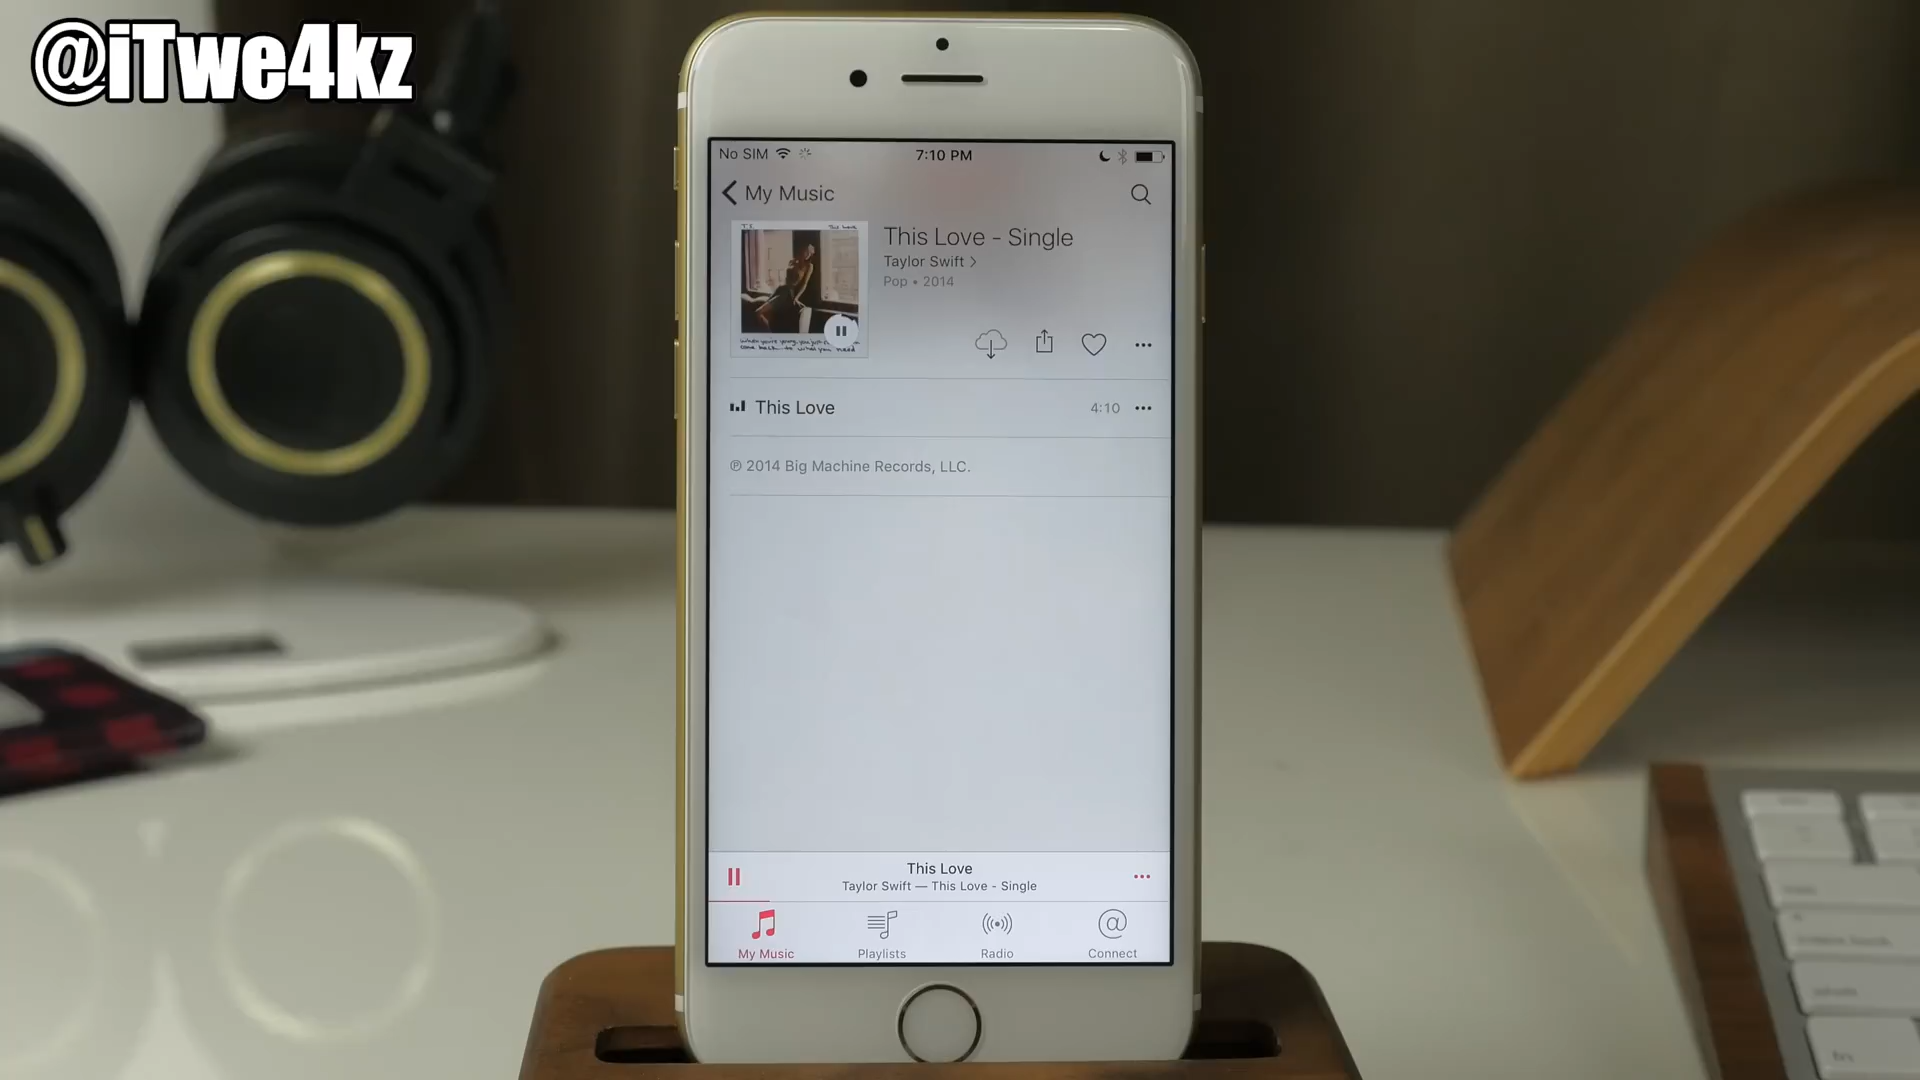 @iTwe4kz
No SIM
7:10 PM
My Music
This Love - Single
Taylor Swift
Pop • 2014
T.S.
This Love
4:10
℗ 2014 Big Machine Records, LLC.
This Love
Taylor Swift — This Love - Single
My Music
Playlists
Radio
Connect